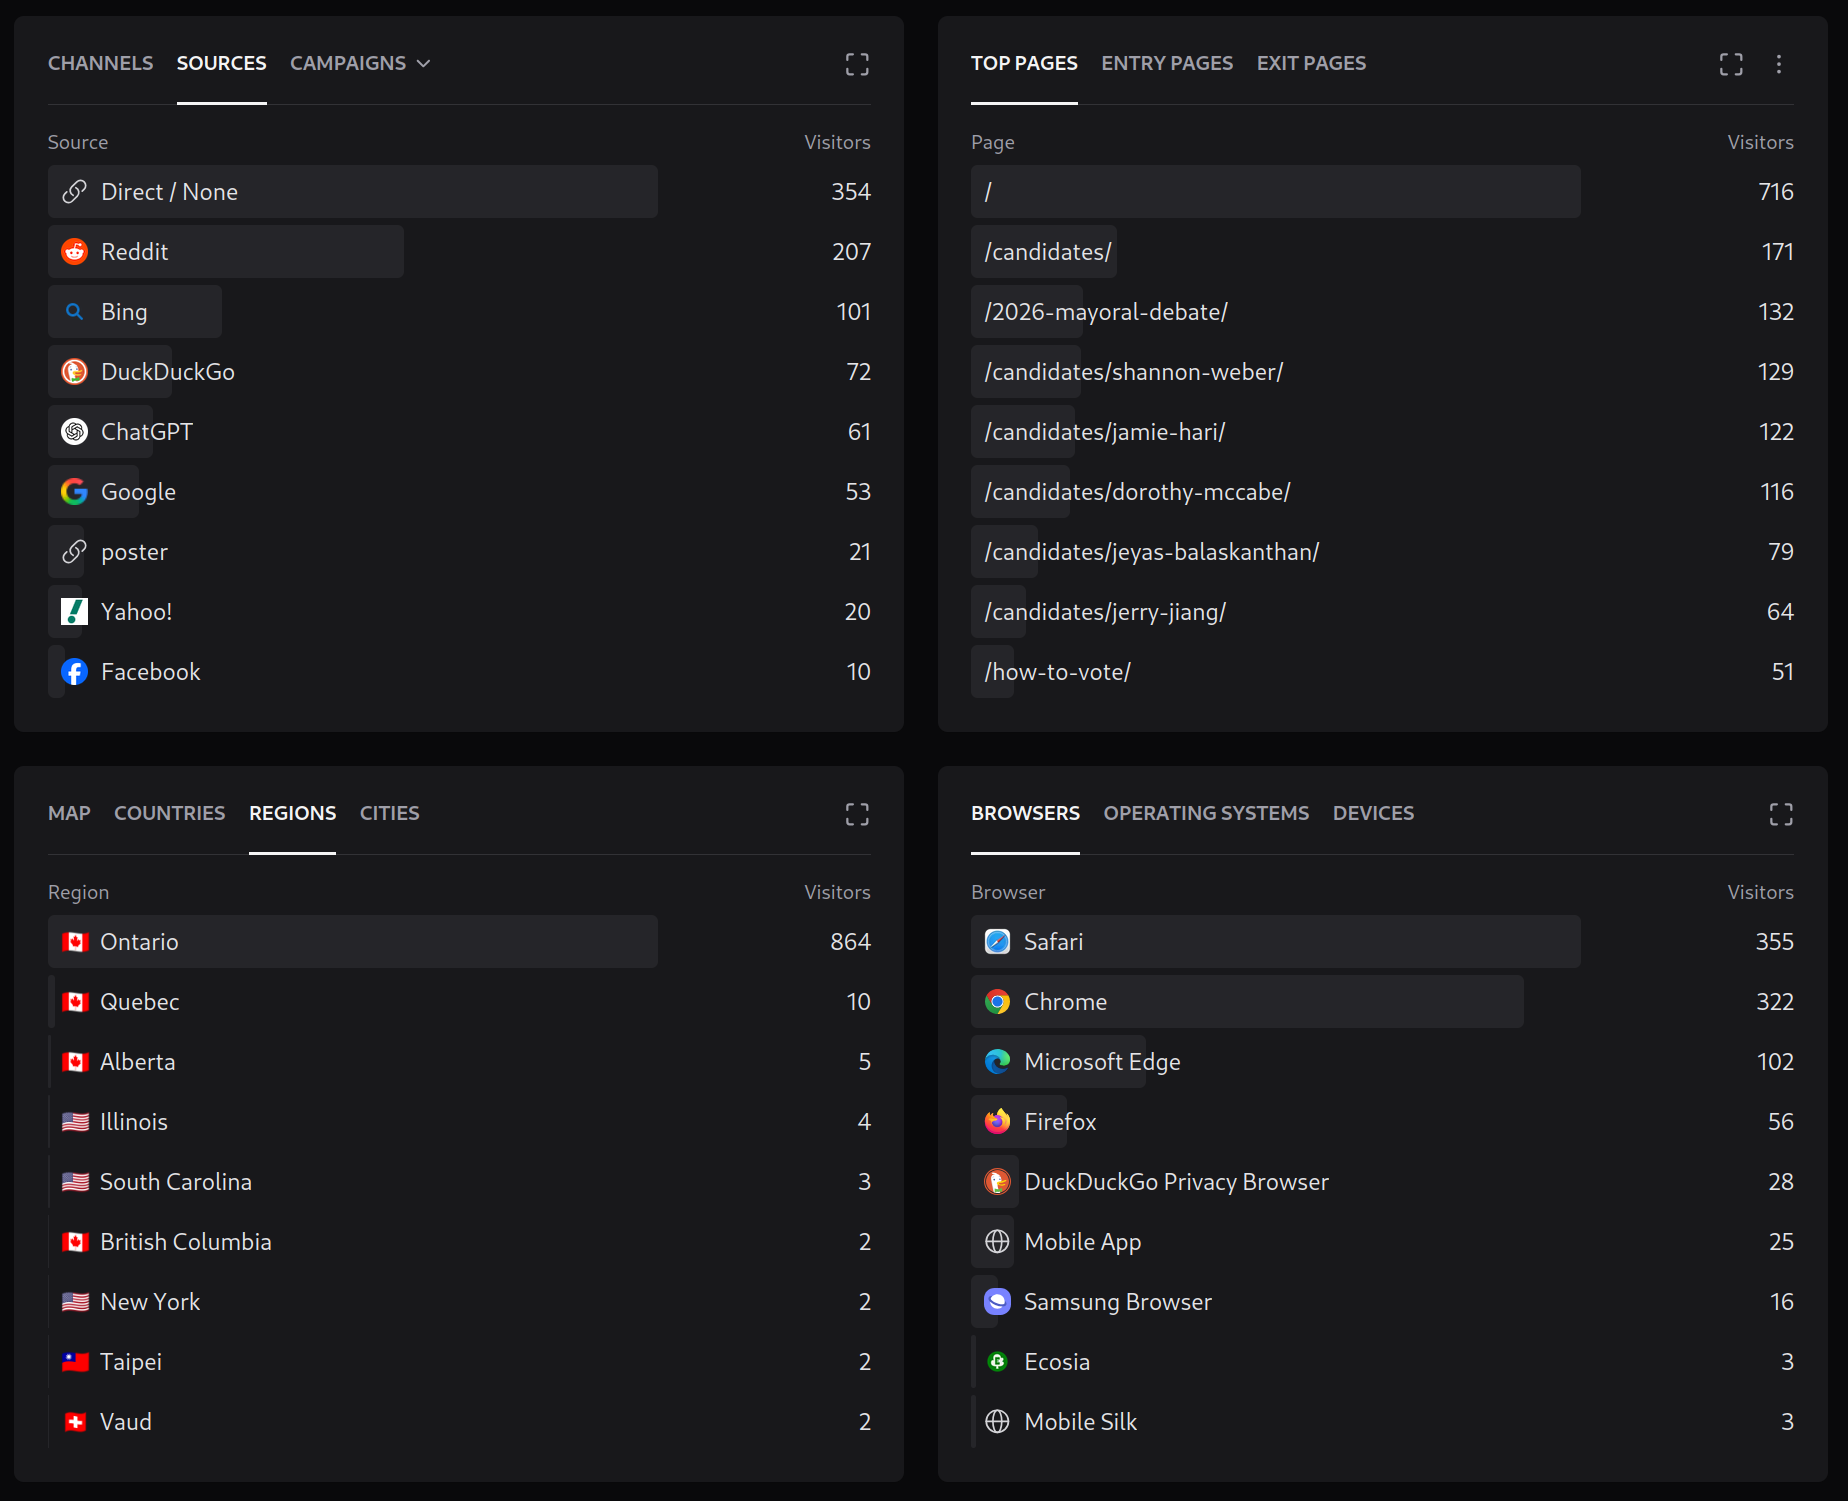 CHANNELS SOURCES CAMPAIGNS
Source Visitors
Direct / None 354
Reddit 207
Bing 101
DuckDuckGo 72
ChatGPT 61
Google 53
poster 21
Yahoo! 20
Facebook 10
TOP PAGES ENTRY PAGES EXIT PAGES
Page Visitors
/ 716
/candidates/ 171
/2026-mayoral-debate/ 132
/candidates/shannon-weber/ 129
/candidates/jamie-hari/ 122
/candidates/dorothy-mccabe/ 116
/candidates/jeyas-balaskanthan/ 79
/candidates/jerry-jiang/ 64
/how-to-vote/ 51
MAP COUNTRIES REGIONS CITIES
Region Visitors
Ontario 864
Quebec 10
Alberta 5
Illinois 4
South Carolina 3
British Columbia 2
New York 2
Taipei 2
Vaud 2
BROWSERS OPERATING SYSTEMS DEVICES
Browser Visitors
Safari 355
Chrome 322
Microsoft Edge 102
Firefox 56
DuckDuckGo Privacy Browser 28
Mobile App 25
Samsung Browser 16
Ecosia 3
Mobile Silk 3